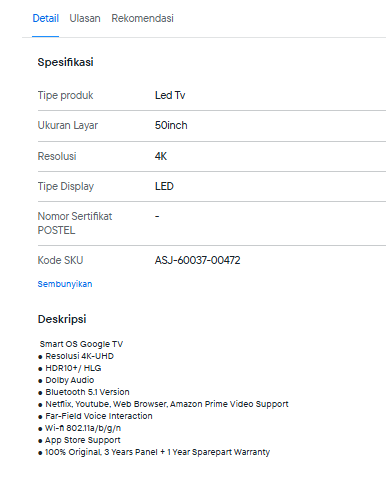 Detail Ulasan Rekomendasi
Spesifikasi
Tipe produk Led Tv
Ukuran Layar 50inch
Resolusi 4K
Tipe Display LED
Nomor Sertifikat POSTEL -
Kode SKU ASJ-60037-00472
Sembunyikan
Deskripsi
Smart OS Google TV
● Resolusi 4K-UHD
● HDR10+/ HLG
● Dolby Audio
● Bluetooth 5.1 Version
● Netflix, Youtube, Web Browser, Amazon Prime Video Support
● Far-Field Voice Interaction
● Wi-fi 802.11a/b/g/n
● App Store Support
● 100% Original, 3 Years Panel + 1 Year Sparepart Warranty